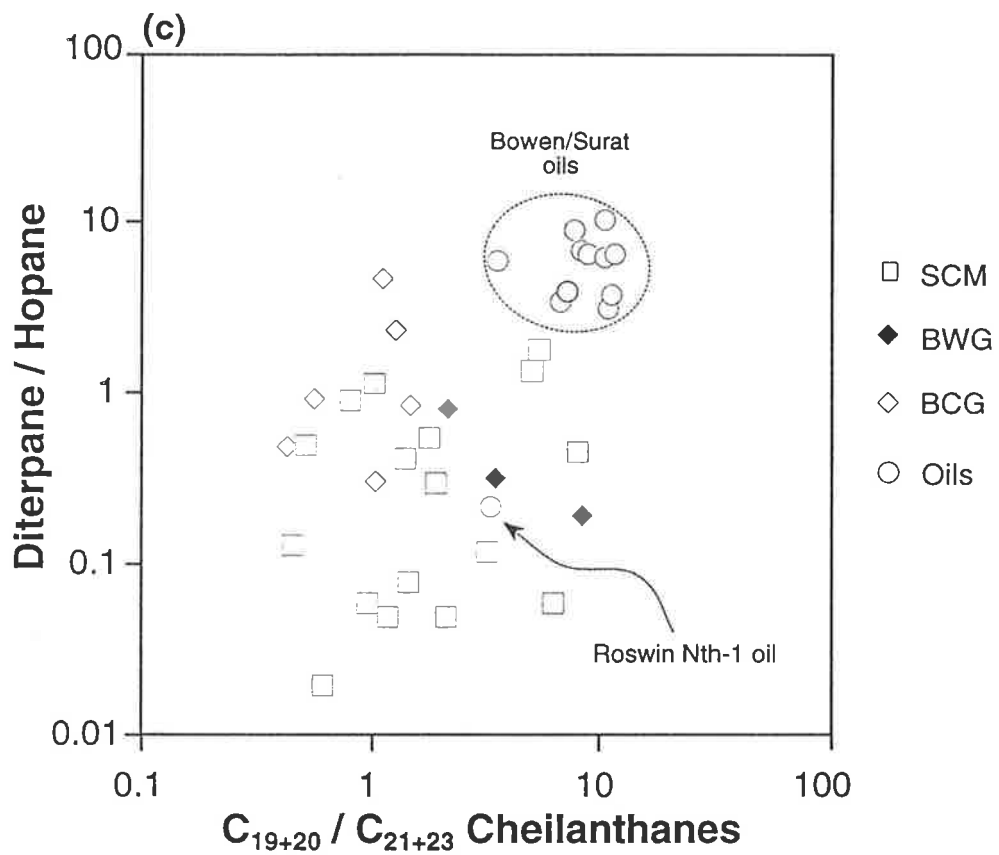 (c)
100
10
1
0.1
0.01
Diterpane / Hopane
Bowen/Surat
oils
Roswin Nth-1 oil
SCM
BWG
BCG
Oils
0.1
1
10
100
C19+20 / C21+23 Cheilanthanes